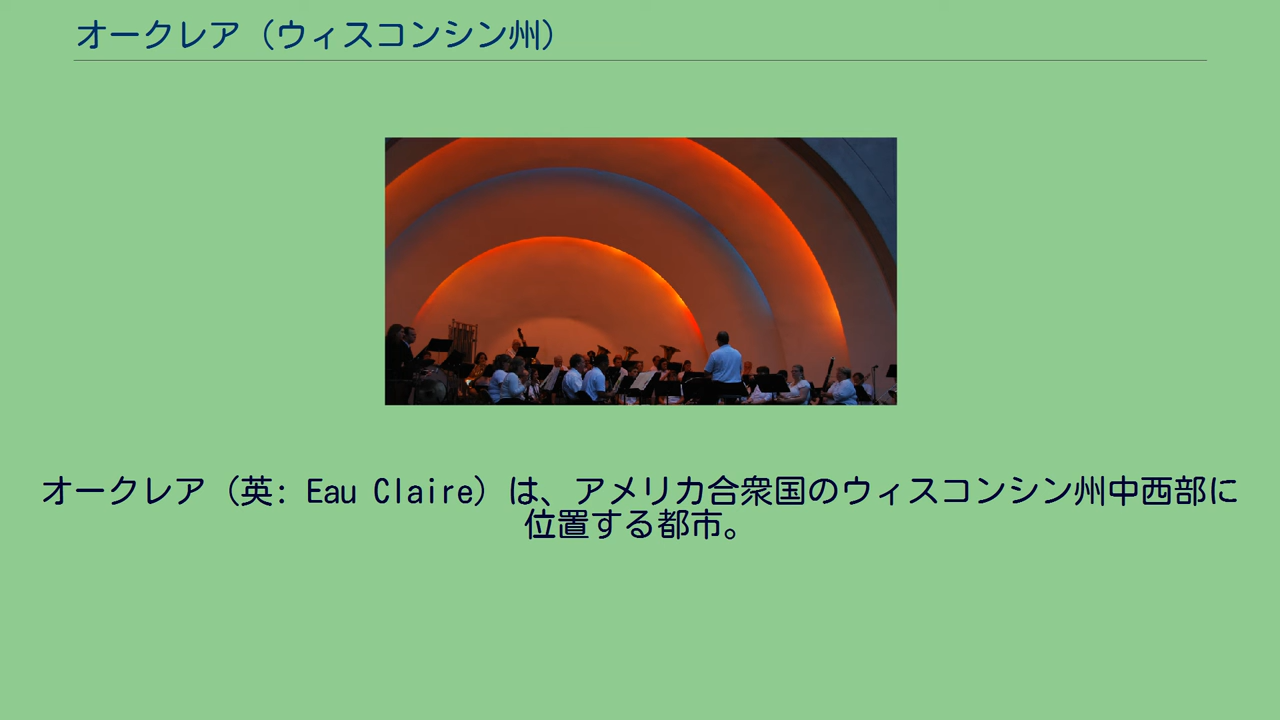 オークレア（ウィスコンシン州）
オークレア（英: Eau Claire）は、アメリカ合衆国のウィスコンシン州中西部に
位置する都市。